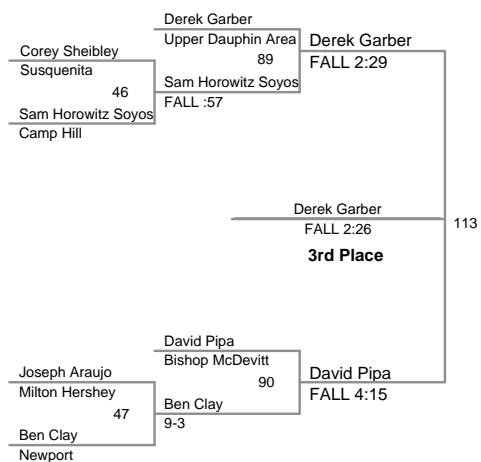 Derek Garber
Upper Dauphin Area
Derek Garber
Corey Sheibley
89
FALL 2:29
Susquenita
Sam Horowitz Soyos
46
FALL :57
Sam Horowitz Soyos
Camp Hill
Derek Garber
113
FALL 2:26
3rd Place
David Pipa
Bishop McDevitt
David Pipa
Joseph Araujo
90
FALL 4:15
Milton Hershey
Ben Clay
47
9-3
Ben Clay
Newport